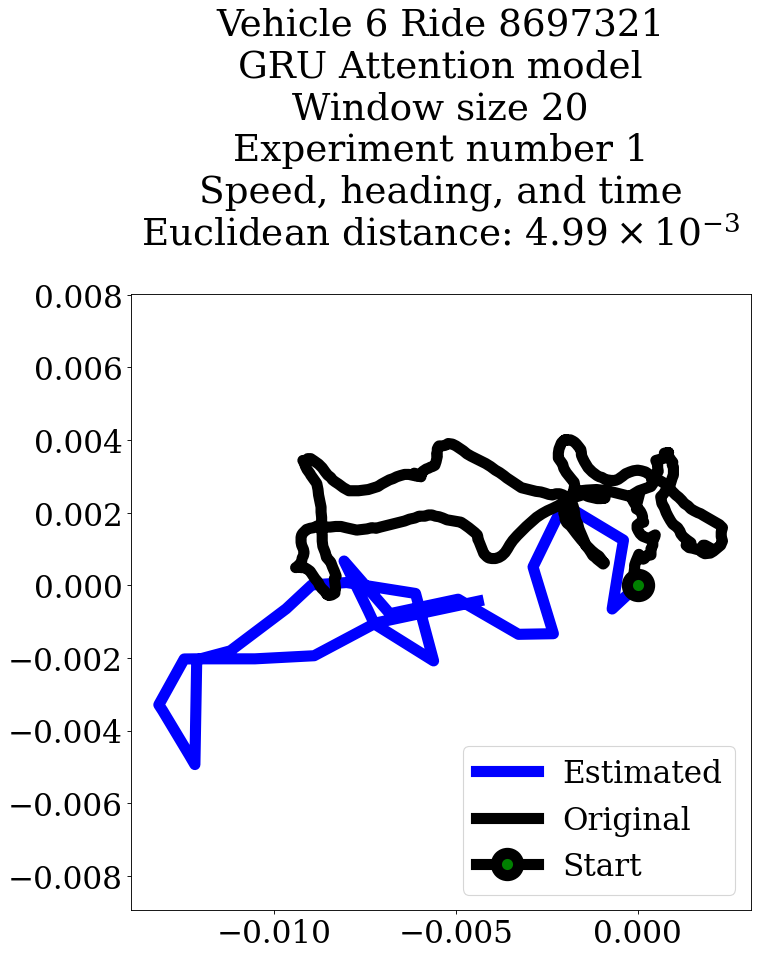 Vehicle 6 Ride 8697321
GRU Attention model
Window size 20
Experiment number 1
Speed, heading, and time
Euclidean distance: 4.99 × 10⁻³
0.008
0.006
0.004
0.002
0.000
−0.002
−0.004
−0.006
−0.008
Estimated
Original
Start
−0.010 −0.005 0.000